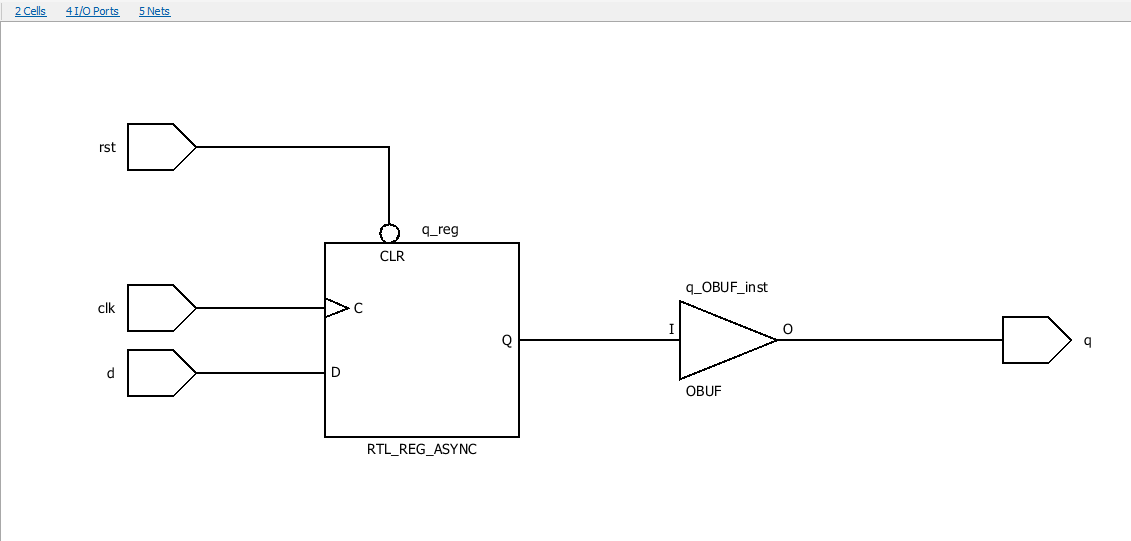 2 Cells 4 I/O Ports 5 Nets
rst
q_reg
CLR
clk
C
d
D
Q
RTL_REG_ASYNC
q_OBUF_inst
I
O
OBUF
q